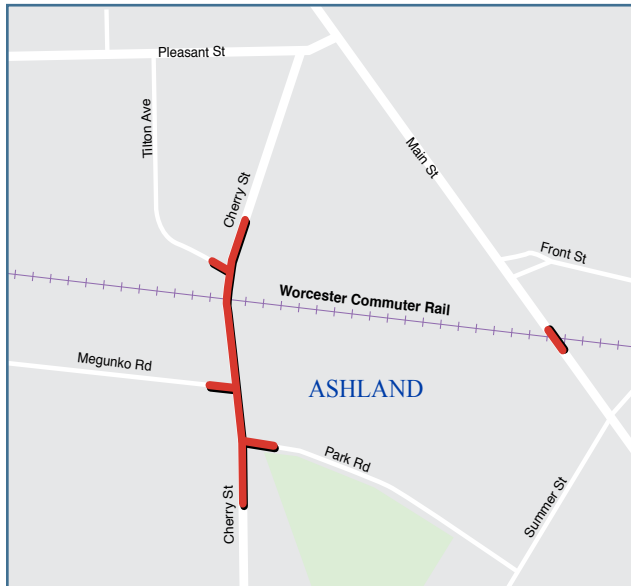 Pleasant St
Tilton Ave
Main St
Cherry St
Front St
Worcester Commuter Rail
Megunko Rd
ASHLAND
Park Rd
Summer St
Cherry St